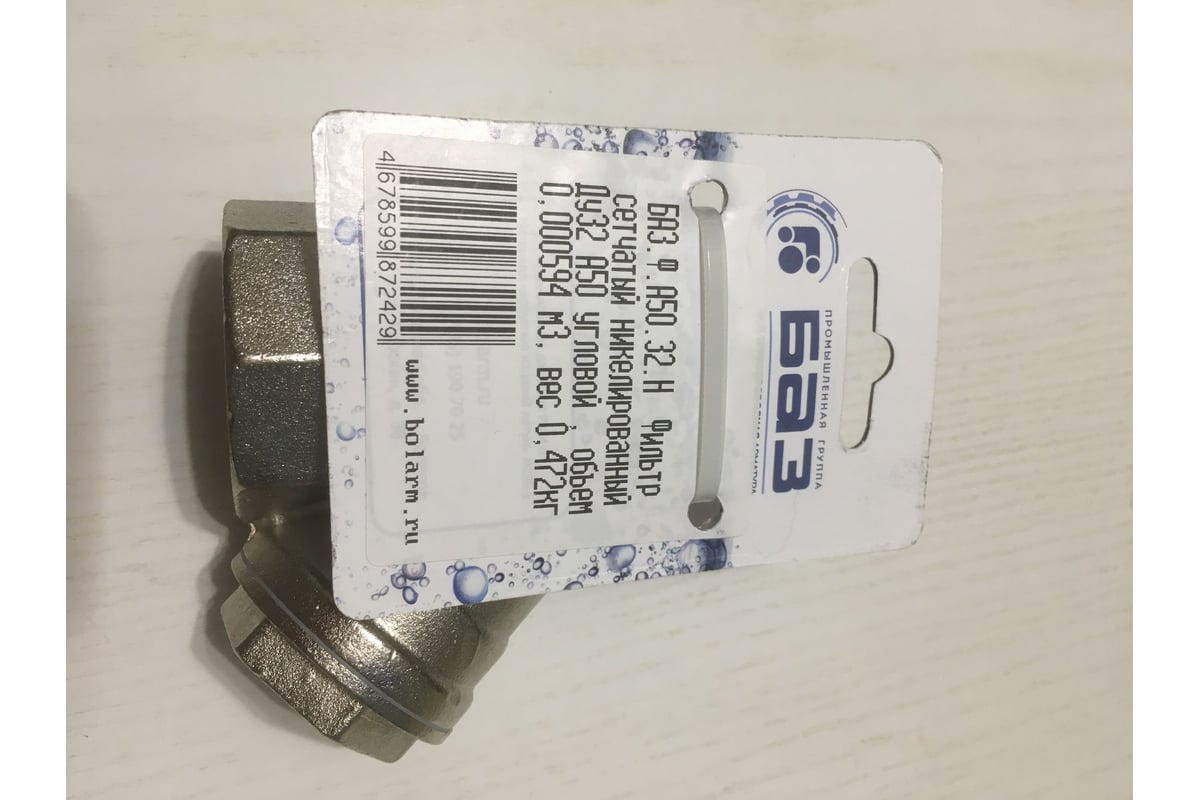 ПРОМЫШЛЕННАЯ ГРУППА
БАЗ
БАЗ.Ф.А50.32.Н Фильтр
сетчатый никелированный
Ду32 А50 угловой , объем
0,000594 м3, вес 0,472кг
4 678599 872429
www.bolarm.ru